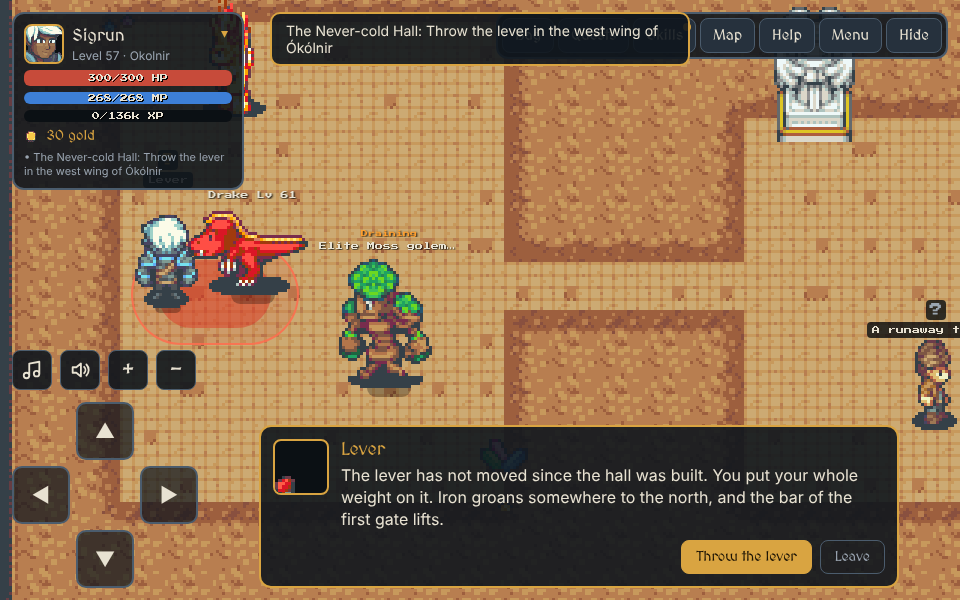 Sigrun
Level 57 · Okolnir
300/300 HP
268/268 MP
0/136k XP
30 gold
• The Never-cold Hall: Throw the lever
in the west wing of Ókólnir
The Never-cold Hall: Throw the lever in the west wing of
Ókólnir
Map
Help
Menu
Hide
Lever
Drake Lv 61
Draining
Elite Moss golem…
?
A runaway
+
-
Lever
The lever has not moved since the hall was built. You put your whole
weight on it. Iron groans somewhere to the north, and the bar of the
first gate lifts.
Throw the lever
Leave